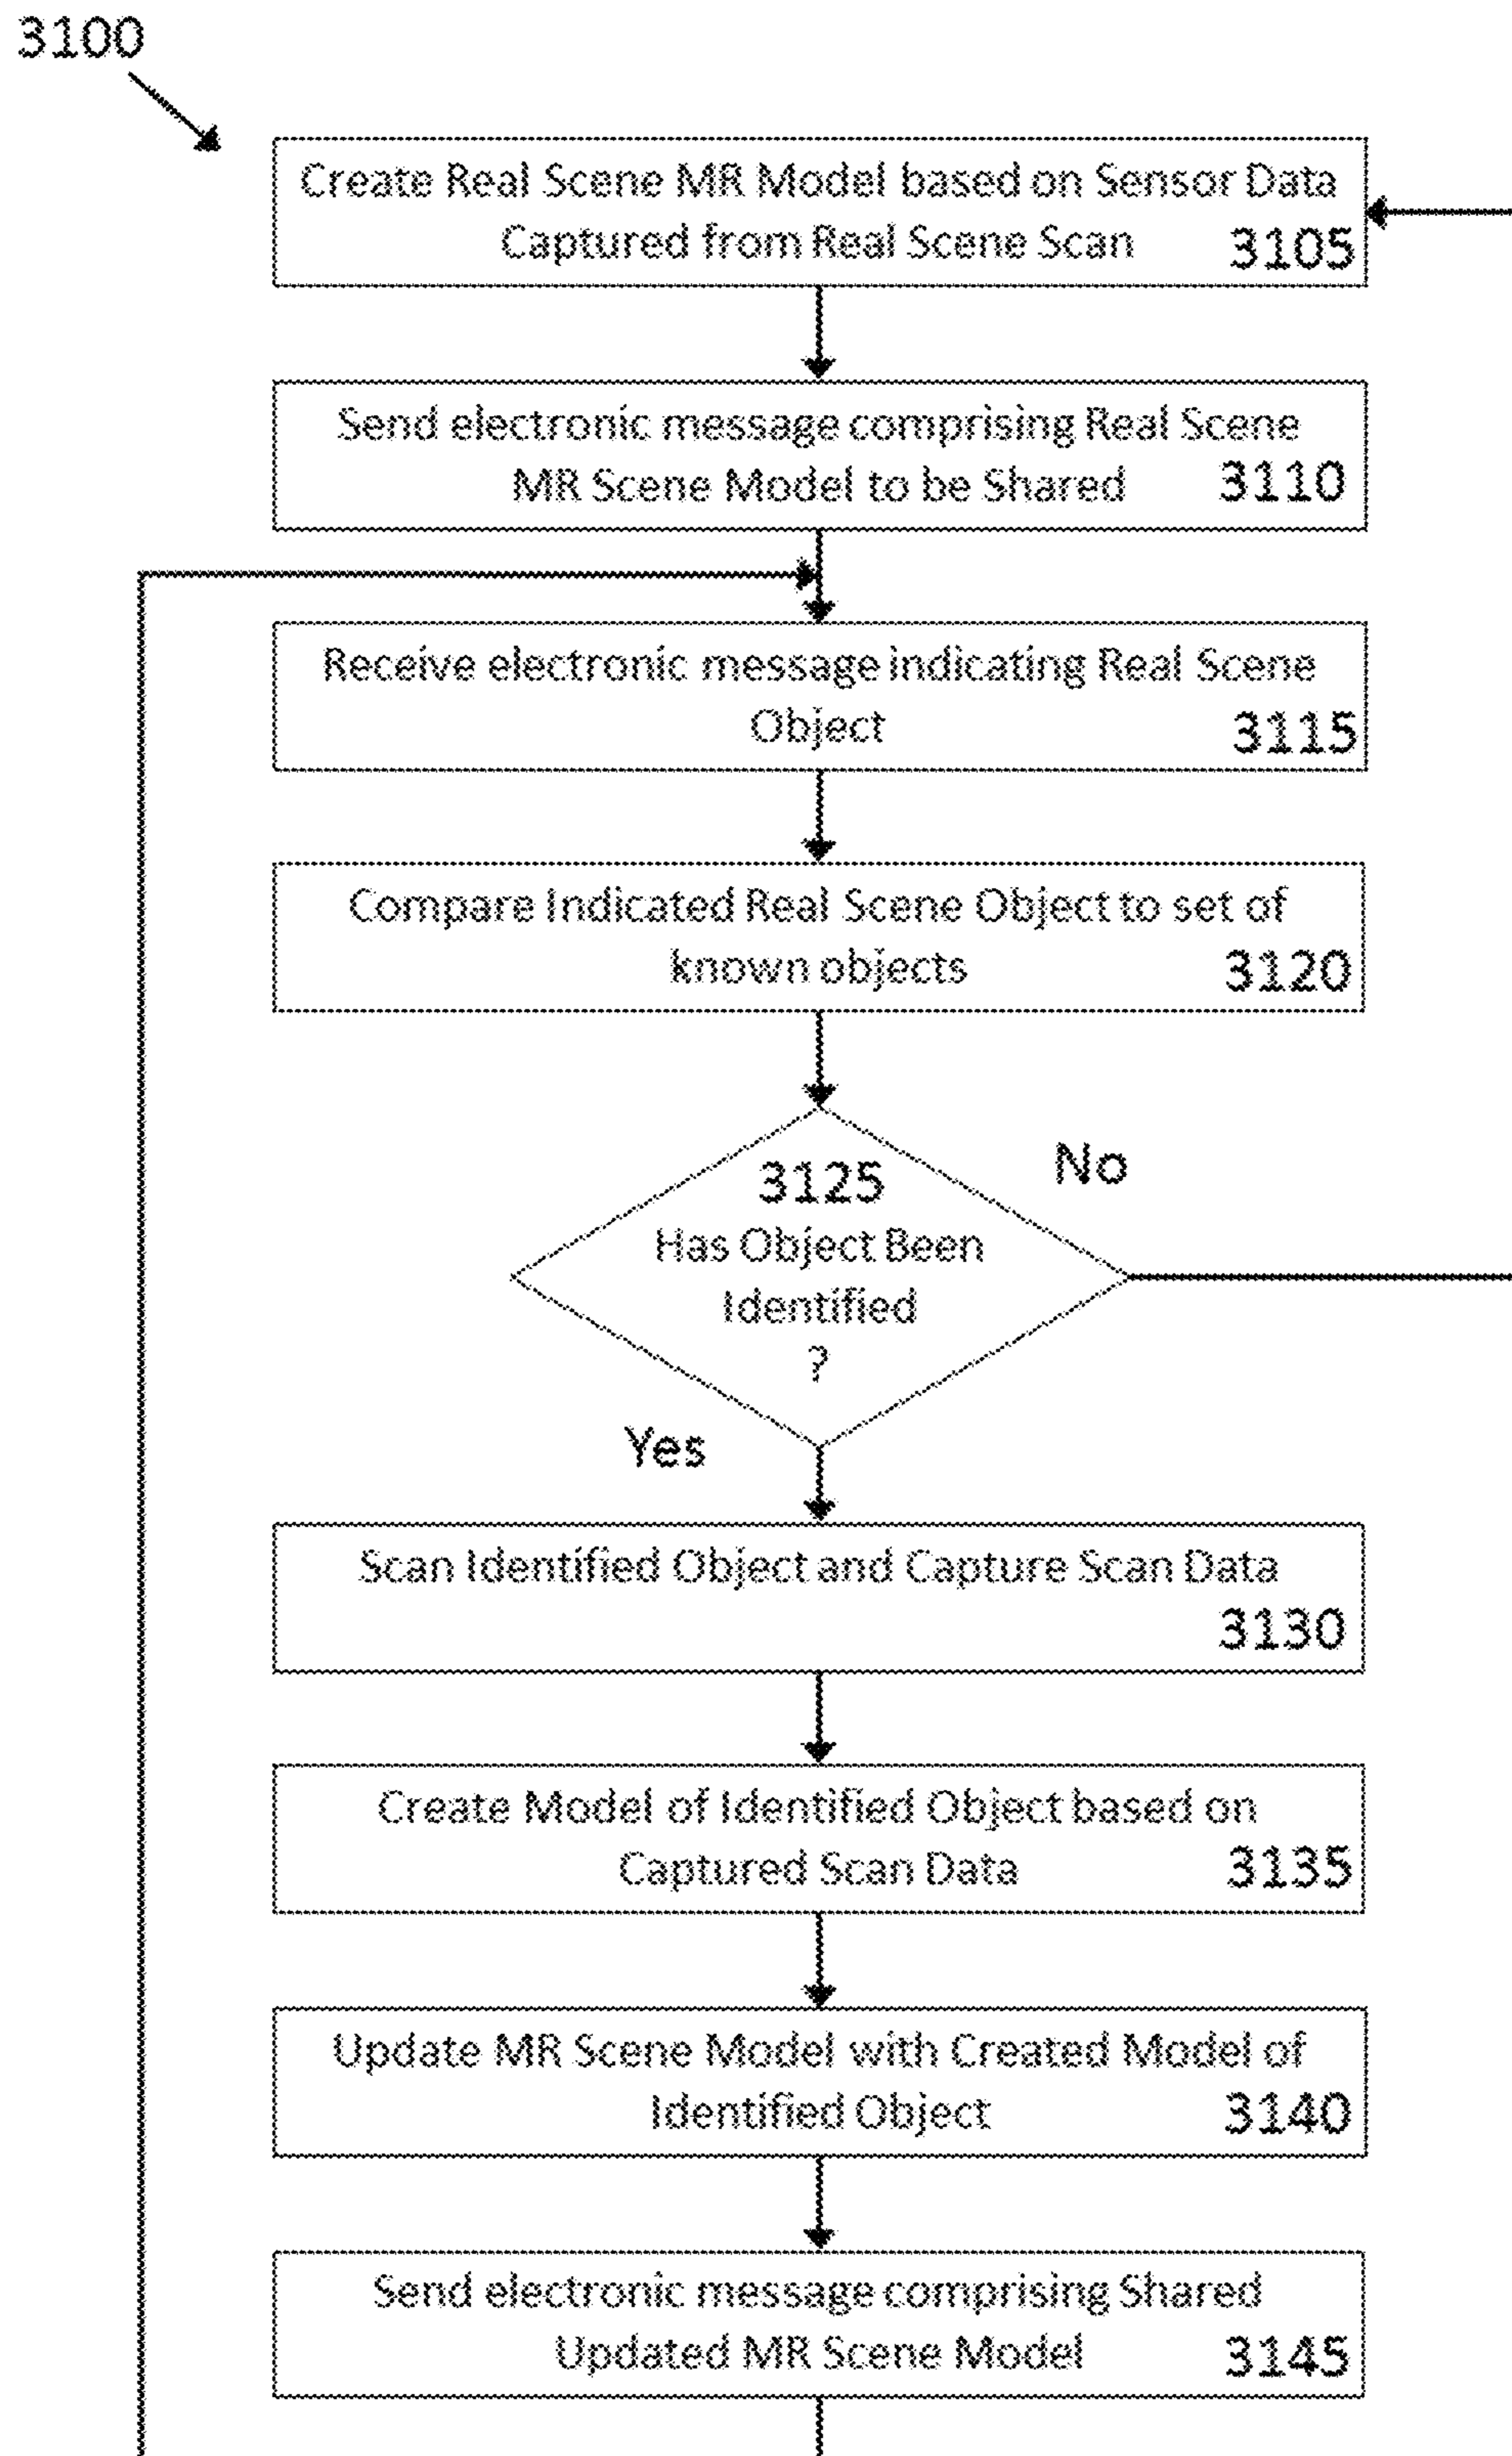 3100
Create Real Scene MR Model based on Sensor Data
Captured from Real Scene Scan
3105
Send electronic message comprising Real Scene
MR Scene Model to be Shared
3110
Receive electronic message indicating Real Scene
Object
3115
Compare Indicated Real Scene Object to set of
known objects
3120
3125
Has Object Been
Identified
?
No
Yes
Scan Identified Object and Capture Scan Data
3130
Create Model of Identified Object based on
Captured Scan Data
3135
Update MR Scene Model with Created Model of
Identified Object
3140
Send electronic message comprising Shared
Updated MR Scene Model
3145